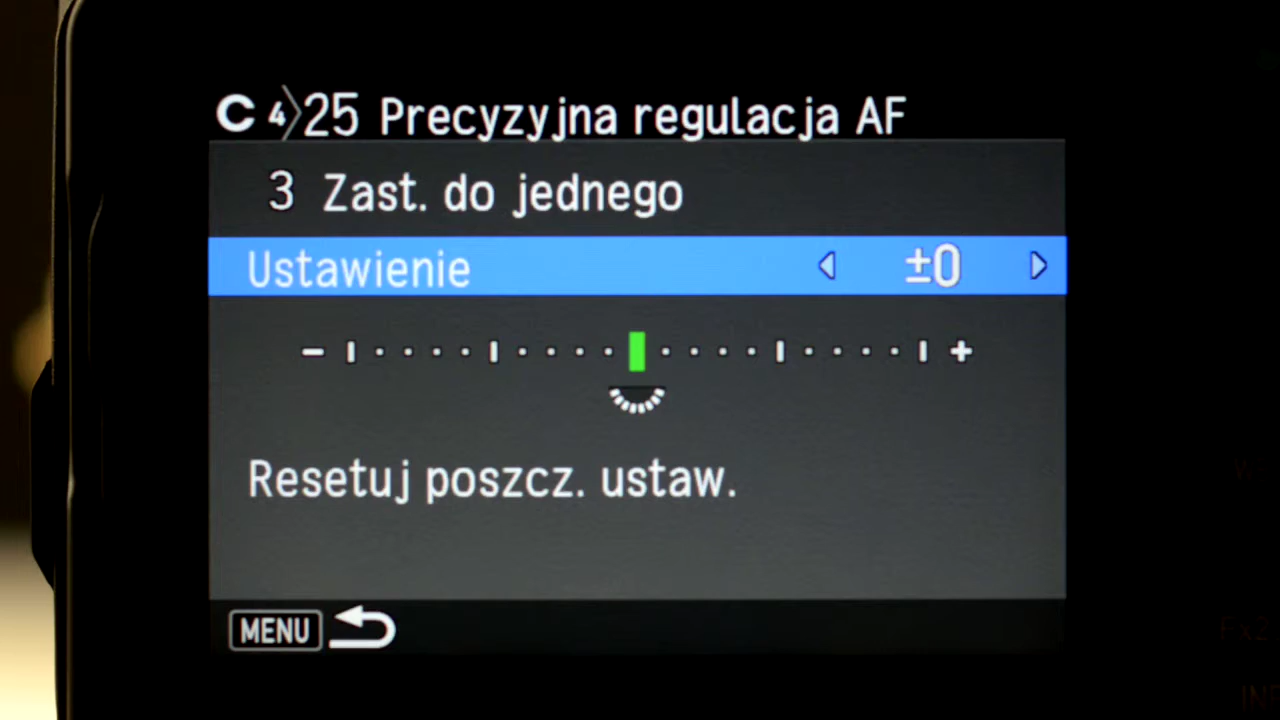 C 4 25 Precyzyjna regulacja AF
3 Zast. do jednego
Ustawienie ±0
− +
Resetuj poszcz. ustaw.
MENU